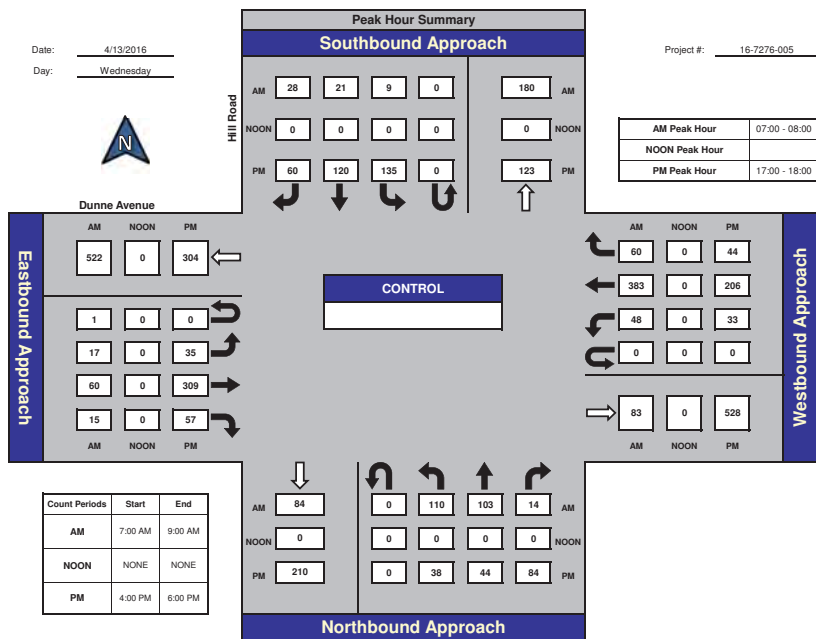 Peak Hour Summary
Southbound Approach
Date: 4/13/2016
Day: Wednesday
Project #: 16-7276-005
N
Hill Road
AM 28 21 9 0 180 AM
NOON 0 0 0 0 0 NOON
PM 60 120 135 0 123 PM
AM Peak Hour 07:00 - 08:00
NOON Peak Hour
PM Peak Hour 17:00 - 18:00
Dunne Avenue
Eastbound Approach
AM NOON PM
522 0 304
1 0 0
17 0 35
60 0 309
15 0 57
AM NOON PM
CONTROL
AM NOON PM
60 0 44
383 0 206
48 0 33
0 0 0
83 0 528
AM NOON PM
Westbound Approach
Count Periods Start End
AM 7:00 AM 9:00 AM
NOON NONE NONE
PM 4:00 PM 6:00 PM
AM 84 0 110 103 14 AM
NOON 0 0 0 0 0 NOON
PM 210 0 38 44 84 PM
Northbound Approach